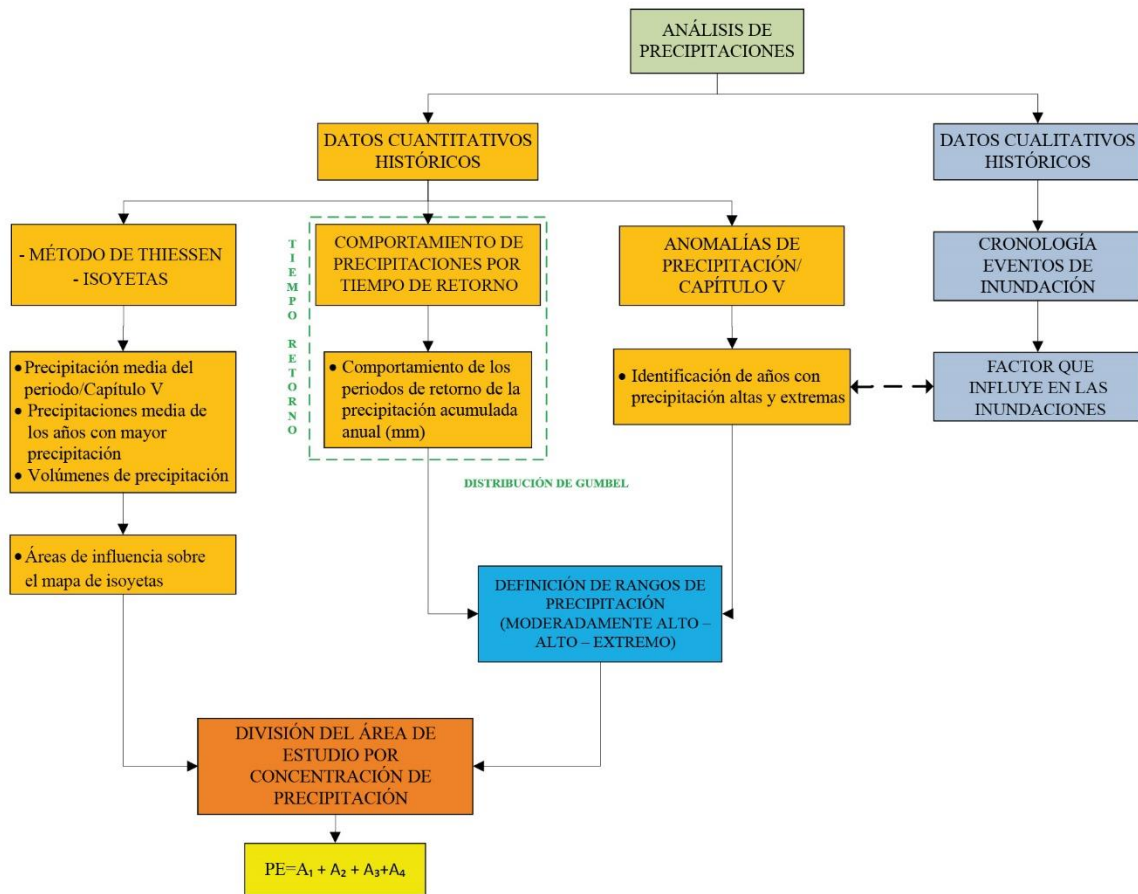 ANÁLISIS DE
PRECIPITACIONES
DATOS CUANTITATIVOS
HISTÓRICOS
DATOS CUALITATIVOS
HISTÓRICOS
- MÉTODO DE THIESSEN
- ISOYETAS
TIEMPO RETORNO
COMPORTAMIENTO DE
PRECIPITACIONES POR
TIEMPO DE RETORNO
ANOMALÍAS DE
PRECIPITACIÓN/
CAPÍTULO V
CRONOLOGÍA
EVENTOS DE
INUNDACIÓN
• Precipitación media del
periodo/Capítulo V
• Precipitaciones media de
los años con mayor
precipitación
• Volúmenes de precipitación
• Comportamiento de los
periodos de retorno de la
precipitación acumulada
anual (mm)
• Identificación de años con
precipitación altas y extremas
FACTOR QUE
INFLUYE EN LAS
INUNDACIONES
DISTRIBUCIÓN DE GUMBEL
• Áreas de influencia sobre
el mapa de isoyetas
DEFINICIÓN DE RANGOS DE
PRECIPITACIÓN
(MODERADAMENTE ALTO –
ALTO – EXTREMO)
DIVISIÓN DEL ÁREA DE
ESTUDIO POR
CONCENTRACIÓN DE
PRECIPITACIÓN
PE=A₁ + A₂ + A₃+A₄